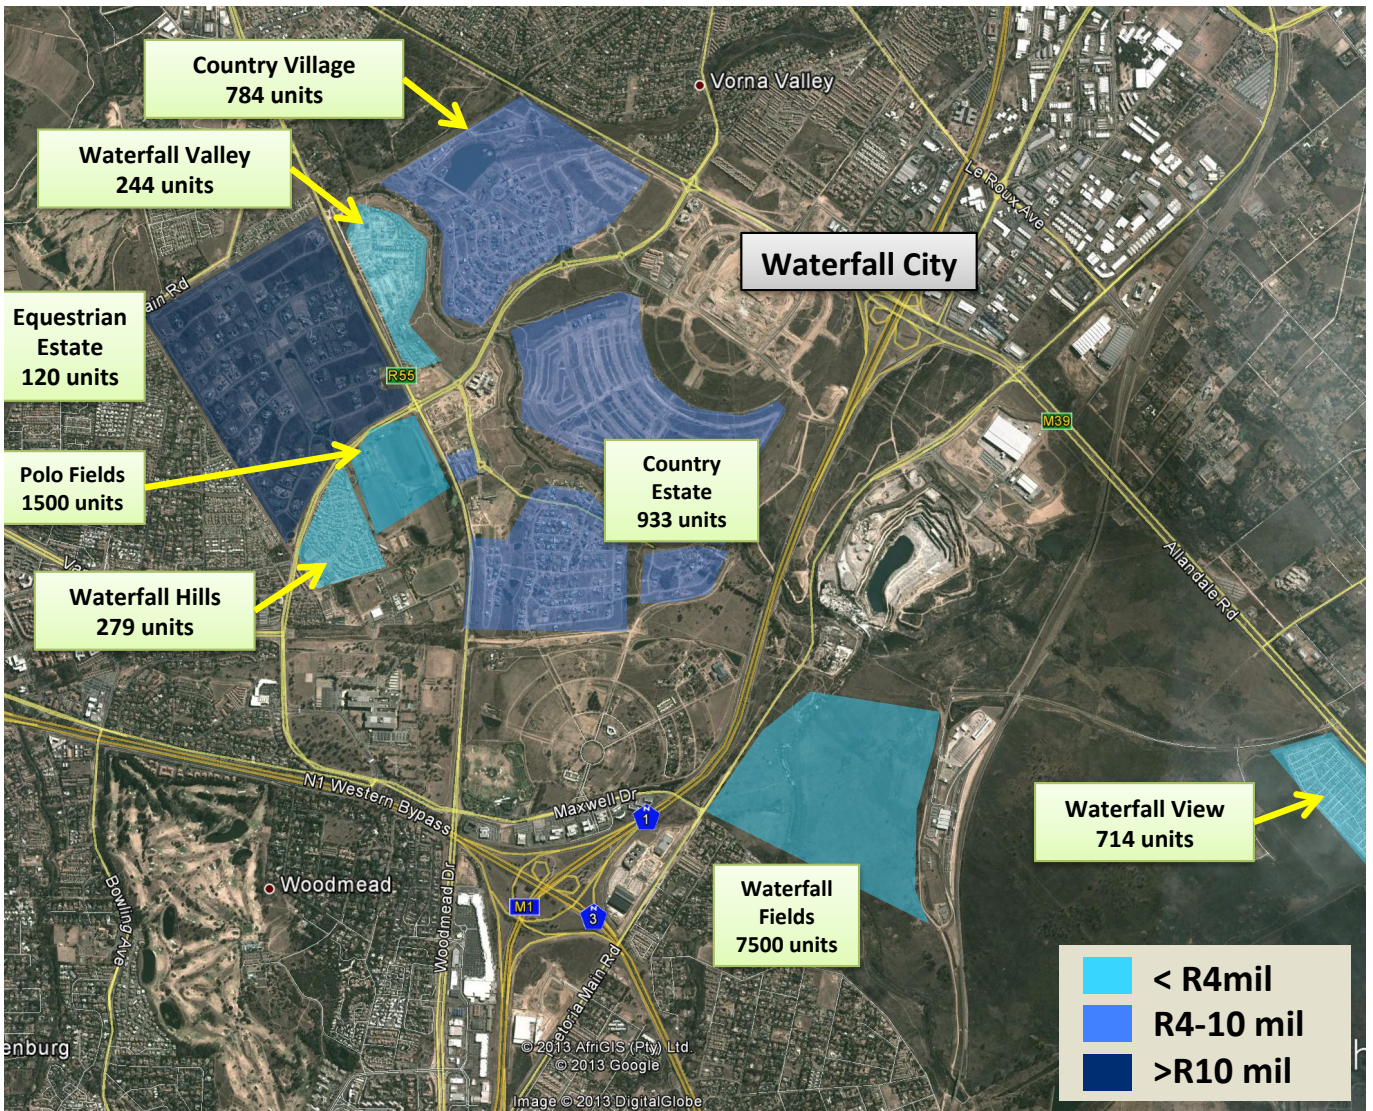 Country Village
784 units
Vorna Valley
Waterfall Valley
244 units
Le Roux Ave
Waterfall City
ain Rd
Equestrian
Estate
120 units
R55
M39
Polo Fields
1500 units
Country
Estate
933 units
Va
Allandale Rd
Waterfall Hills
279 units
N1 Western Bypass
Maxwell Dr
N
1
Waterfall View
714 units
Woodmead
Bowling Ave
Woodmead Dr
M1
N
3
Waterfall
Fields
7500 units
etoria Main Rd
< R4mil
R4-10 mil
>R10 mil
enburg
h
© 2013 AfriGIS (Pty) Ltd.
© 2013 Google
Image © 2013 DigitalGlobe